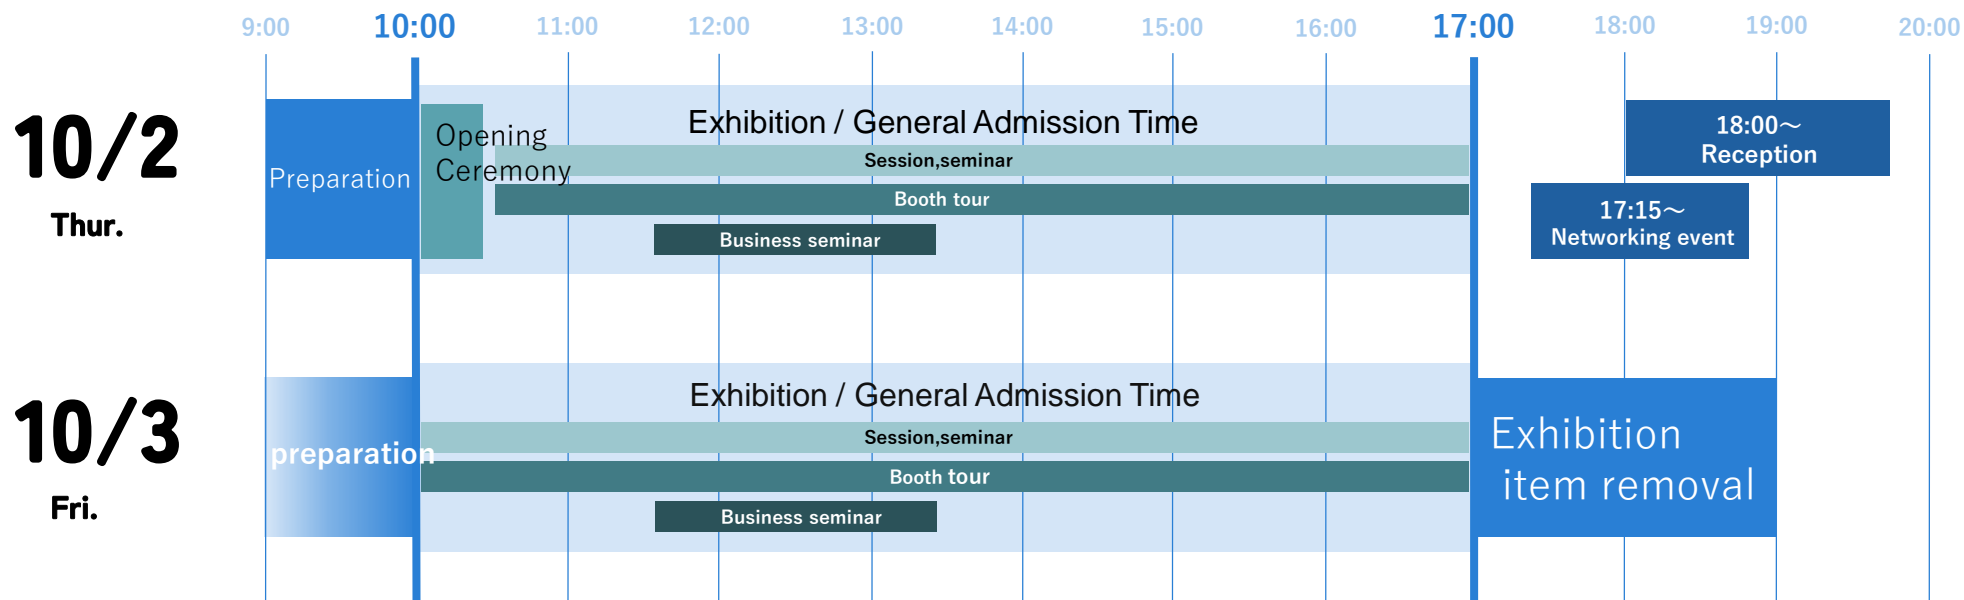 9:00 10:00 11:00 12:00 13:00 14:00 15:00 16:00 17:00 18:00 19:00 20:00
10/2
Thur.
Preparation
Opening
Ceremony
Exhibition / General Admission Time
Session,seminar
Booth tour
Business seminar
18:00～
Reception
17:15～
Networking event
10/3
Fri.
preparation
Exhibition / General Admission Time
Session,seminar
Booth tour
Business seminar
Exhibition
item removal